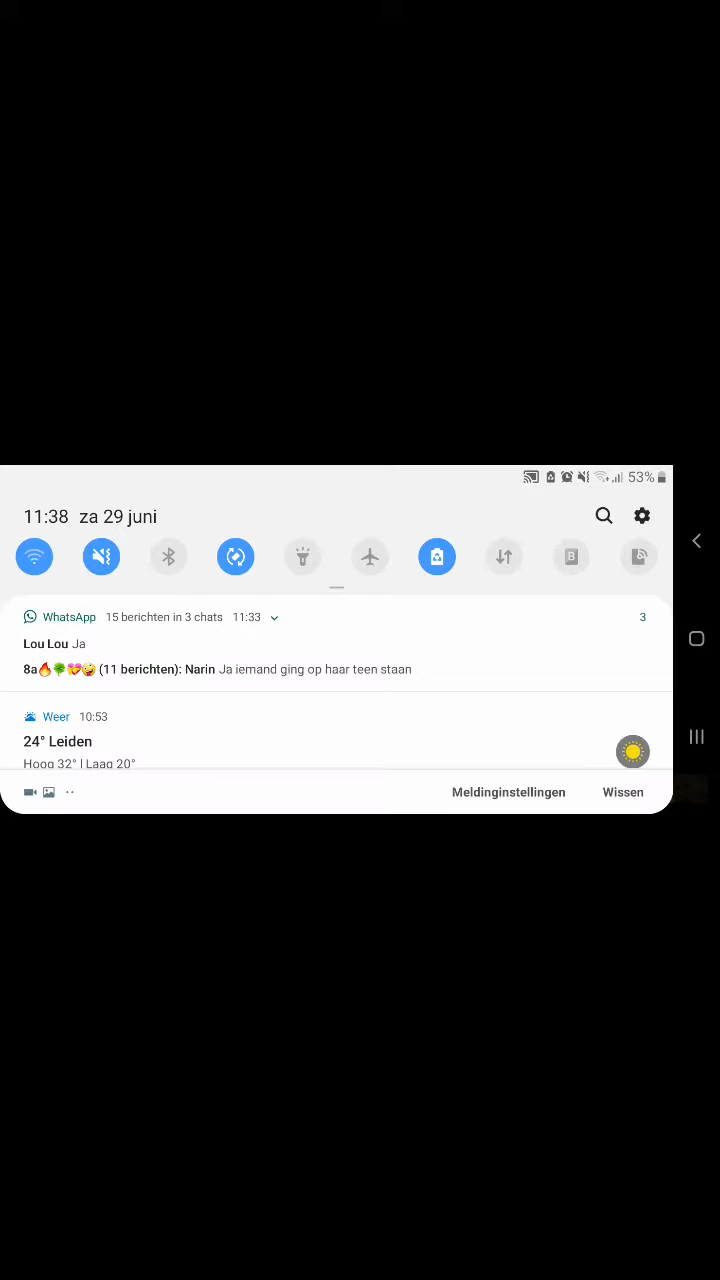 53%
11:38 za 29 juni
WhatsApp 15 berichten in 3 chats 11:33 3
Lou Lou Ja
8a🔥🌳💝🤪 (11 berichten): Narin Ja iemand ging op haar teen staan
Weer 10:53
24° Leiden
Hoog 32° | Laag 20°
Meldinginstellingen Wissen